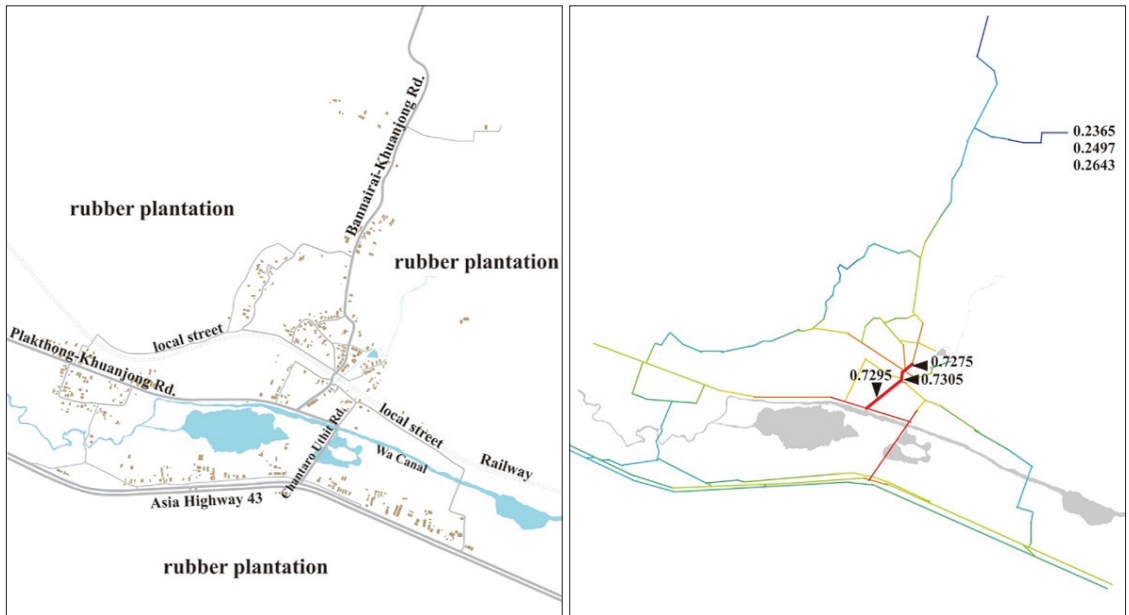 Bannairai-Khuanjong Rd.
rubber plantation
rubber plantation
local street
Plakthong-Khuanjong Rd.
local street
Chantaro Uthit Rd.
Wa Canal
Railway
Asia Highway 43
rubber plantation
0.2365
0.2497
0.2643
0.7275
0.7295
0.7305